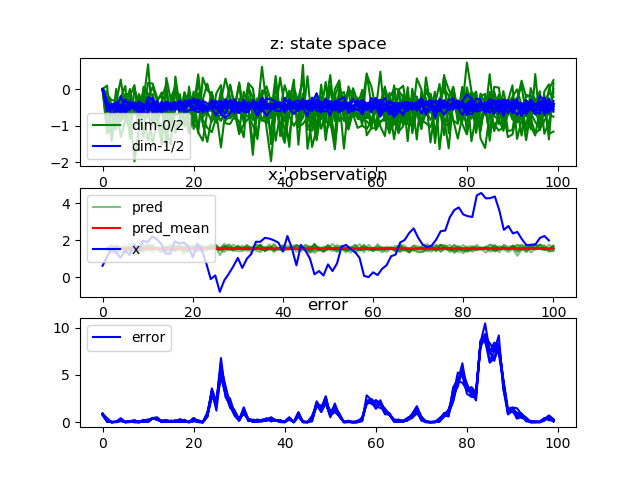 z: state space
0
−1
−2
dim-0/2
dim-1/2
0 20 40 60 80 100
x: observation
4
2
0
pred
pred_mean
x
0 20 40 60 80 100
error
10
5
0
error
0 20 40 60 80 100